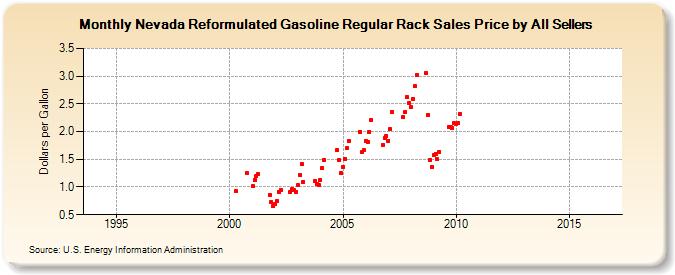 Monthly Nevada Reformulated Gasoline Regular Rack Sales Price by All Sellers
Dollars per Gallon
3.5
3.0
2.5
2.0
1.5
1.0
0.5
1995 2000 2005 2010 2015
Source: U.S. Energy Information Administration